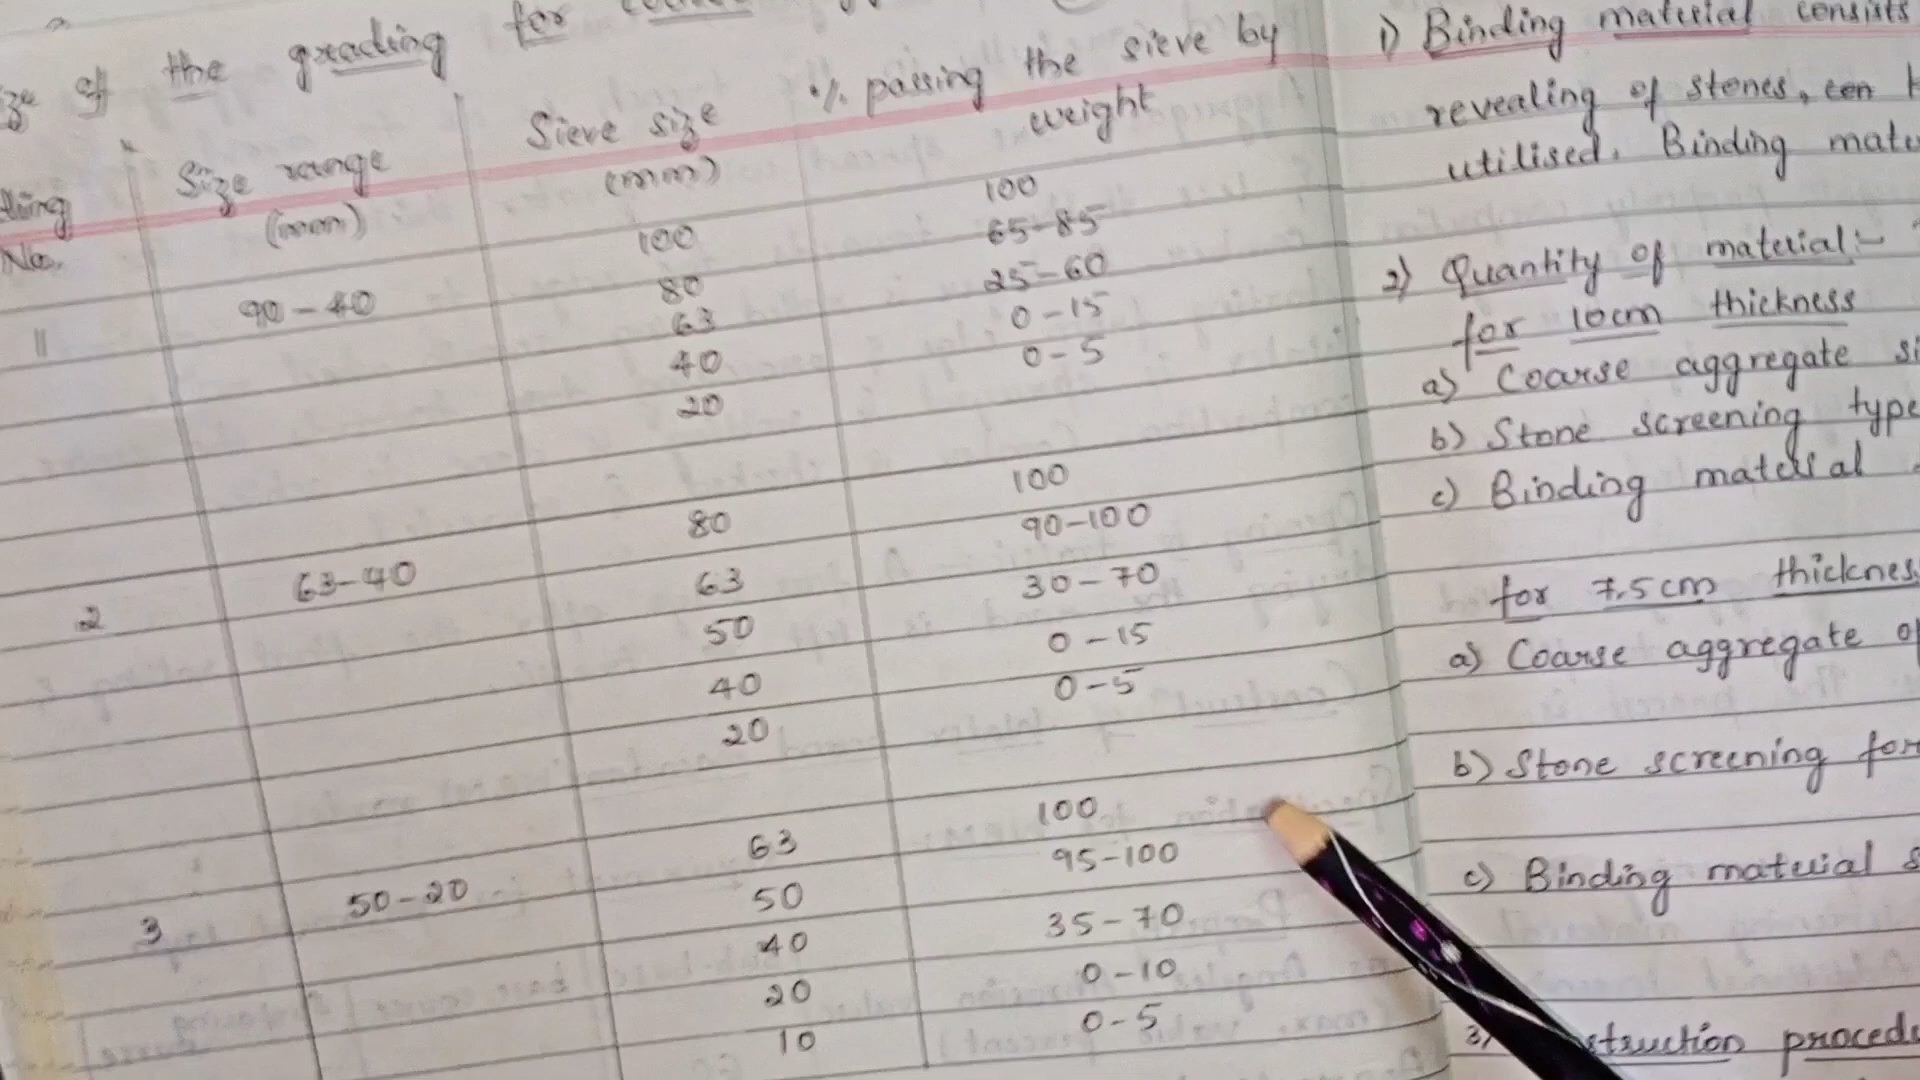 of the grading for
Grading No. Size range (mm) Sieve size (mm) % passing the sieve by weight
1 90-40 100 100
80 65-85
63 25-60
40 0-15
20 0-5
2 63-40 80 100
63 90-100
50 30-70
40 0-15
20 0-5
3 50-20 63 100
50 95-100
40 35-70
20 0-10
10 0-5
i) Binding material consists
revealing of stones,
utilised. Binding
2) Quantity of material:-
for 10cm thickness
a) Coarse aggregate
b) Stone screening type
c) Binding material
for 7.5cm thickness
a) Coarse aggregate of
b) Stone screening for
c) Binding material
3)